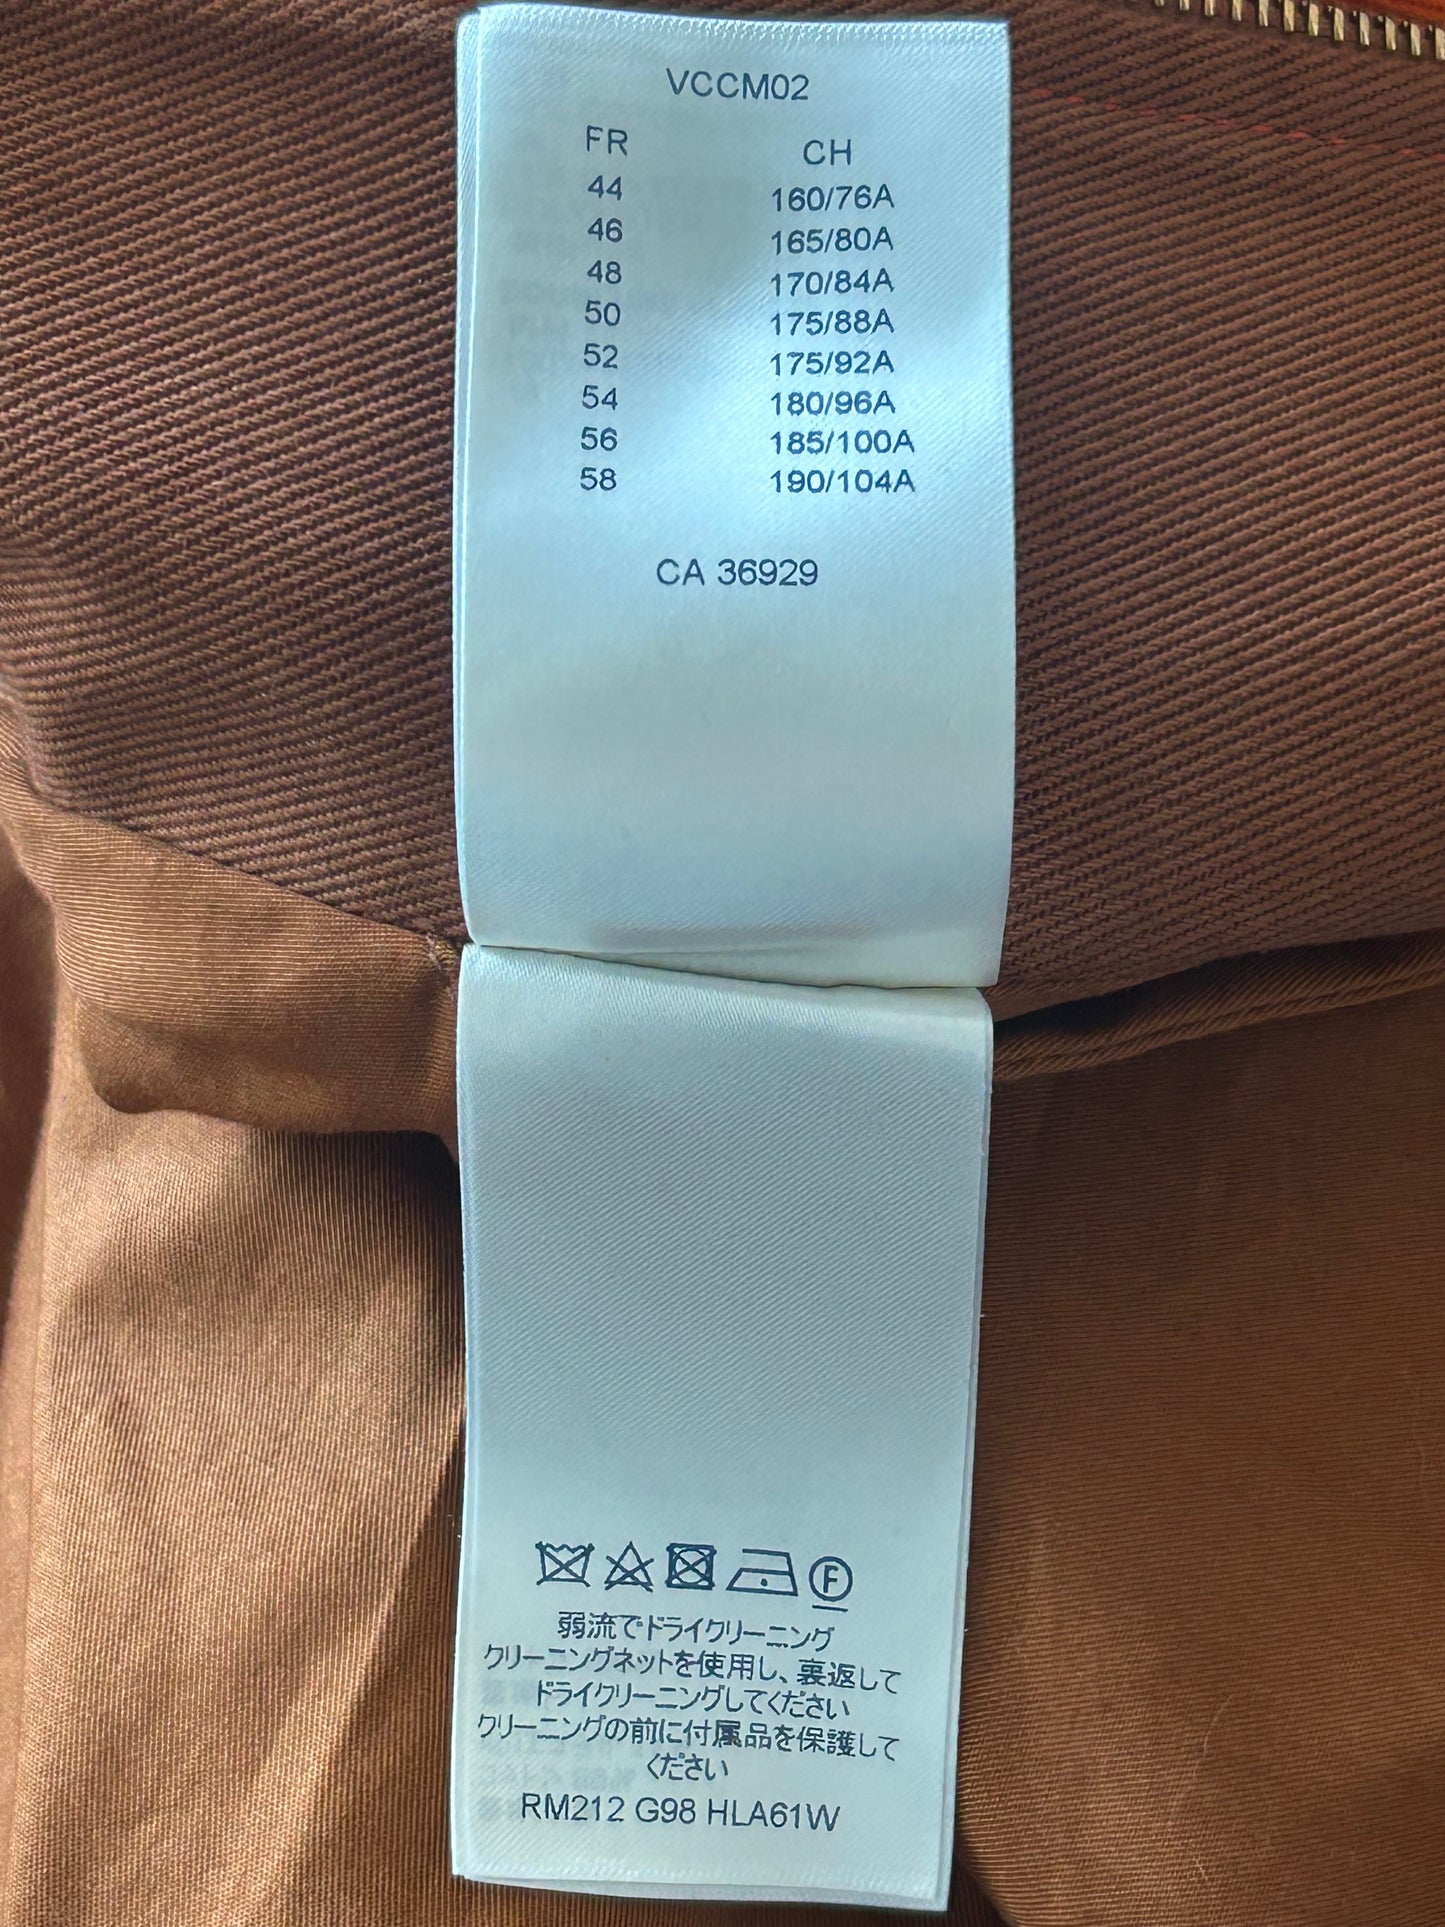 VCCM02
FR CH
44 160/76A
46 165/80A
48 170/84A
50 175/88A
52 175/92A
54 180/96A
56 185/100A
58 190/104A
CA 36929
F
弱流でドライクリーニング
クリーニングネットを使用し、裏返して
ドライクリーニングしてください
クリーニングの前に付属品を保護して
ください
RM212 G98 HLA61W